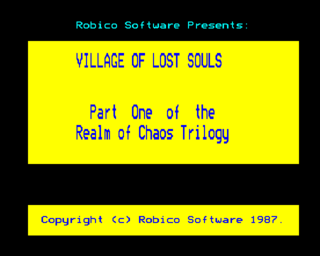 Robico Software Presents:
VILLAGE OF LOST SOULS
Part One of the
Realm of Chaos Trilogy
Copyright (c) Robico Software 1987.